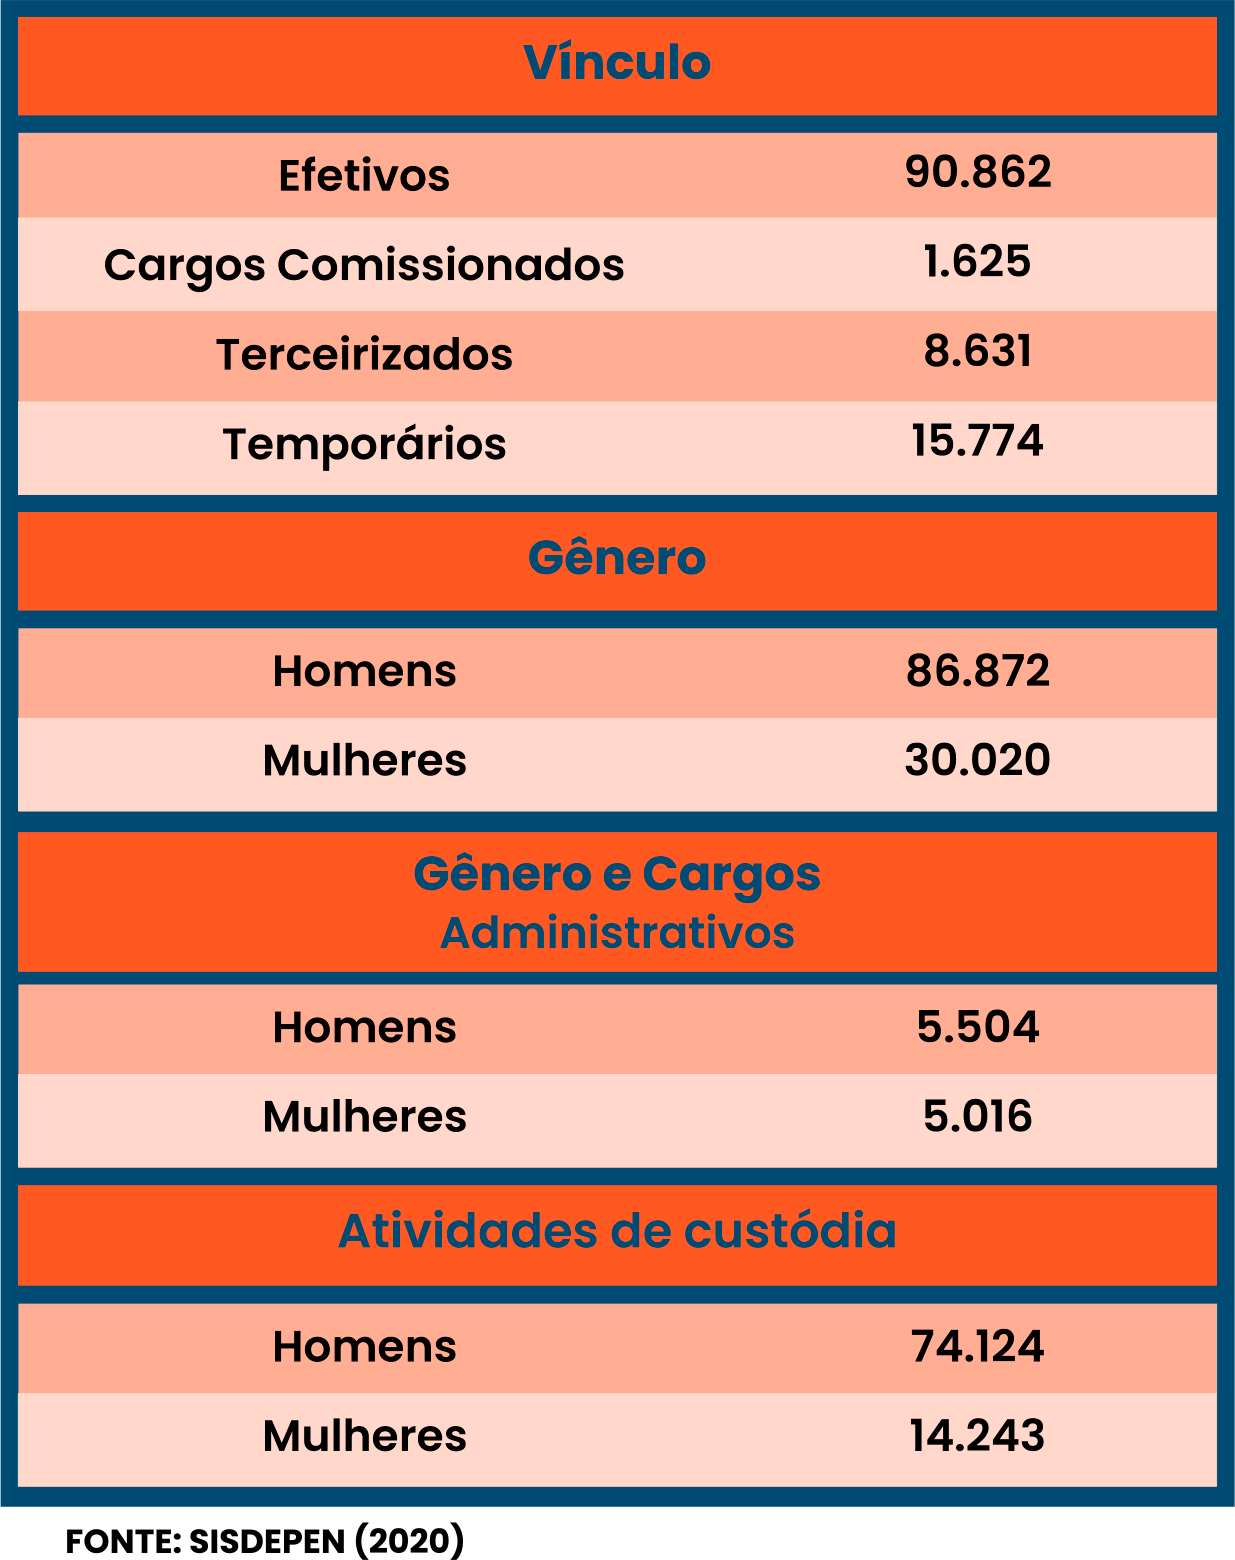 Vínculo
Efetivos 90.862
Cargos Comissionados 1.625
Terceirizados 8.631
Temporários 15.774
Gênero
Homens 86.872
Mulheres 30.020
Gênero e Cargos
Administrativos
Homens 5.504
Mulheres 5.016
Atividades de custódia
Homens 74.124
Mulheres 14.243
FONTE: SISDEPEN (2020)